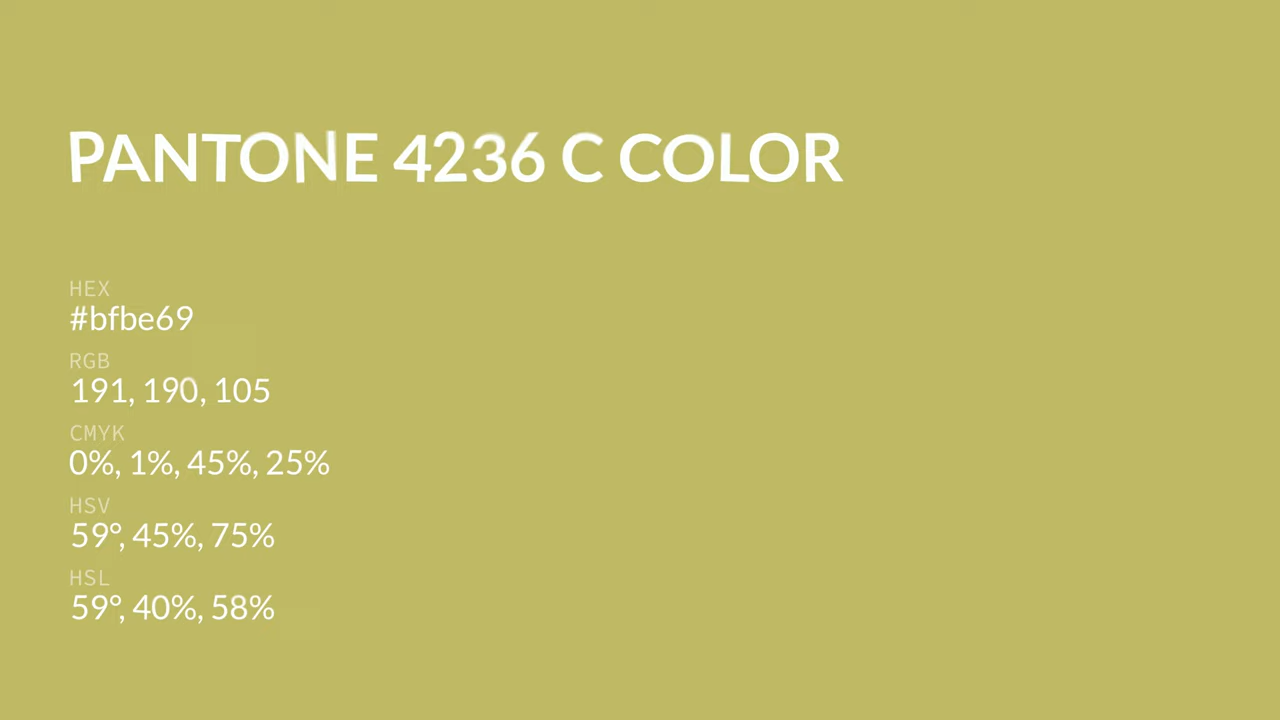 PANTONE 4236 C COLOR
HEX
#bfbe69
RGB
191, 190, 105
CMYK
0%, 1%, 45%, 25%
HSV
59°, 45%, 75%
HSL
59°, 40%, 58%